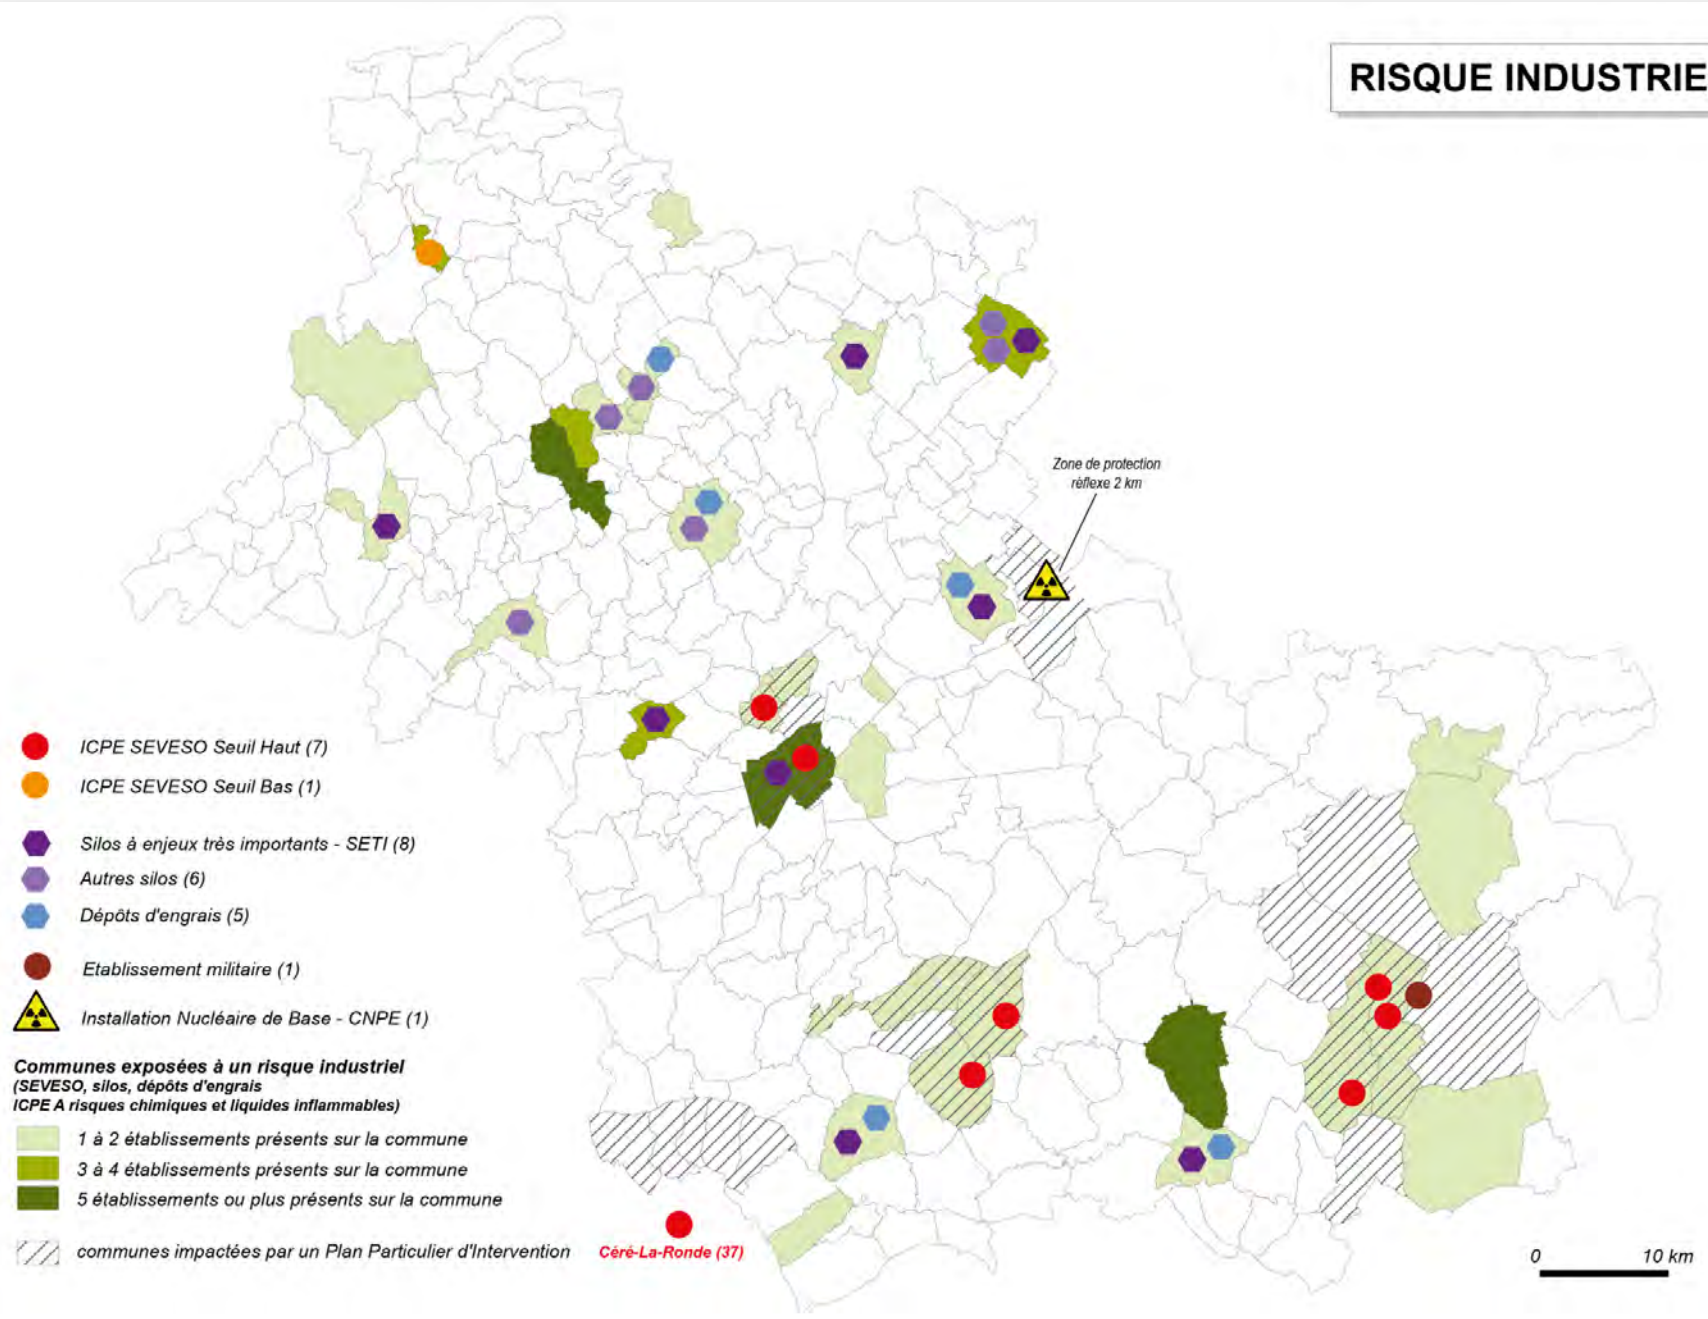 RISQUE INDUSTRIE
Zone de protection
réflexe 2 km
ICPE SEVESO Seuil Haut (7)
ICPE SEVESO Seuil Bas (1)
Silos à enjeux très importants - SETI (8)
Autres silos (6)
Dépôts d'engrais (5)
Etablissement militaire (1)
Installation Nucléaire de Base - CNPE (1)
Communes exposées à un risque industriel
(SEVESO, silos, dépôts d'engrais
ICPE A risques chimiques et liquides inflammables)
1 à 2 établissements présents sur la commune
3 à 4 établissements présents sur la commune
5 établissements ou plus présents sur la commune
communes impactées par un Plan Particulier d'Intervention
Céré-La-Ronde (37)
0 10 km